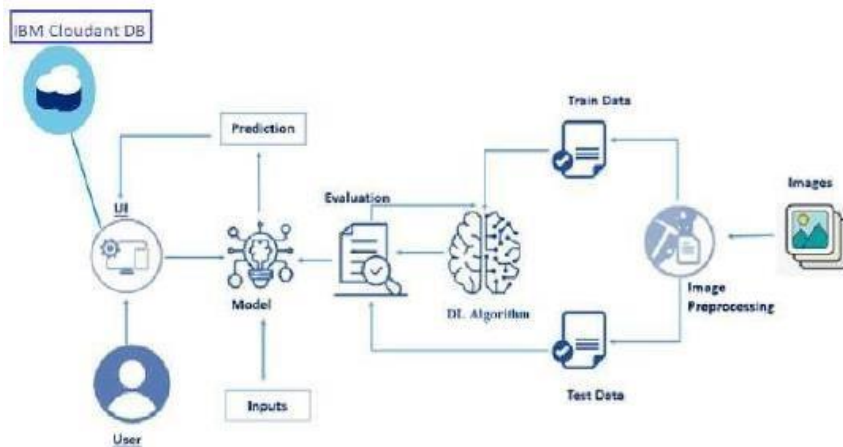 IBM Cloudant DB
Train Data
Prediction
Images
Evaluation
UI
Model
DL Algorithm
Image
Preprocessing
Inputs
Test Data
User